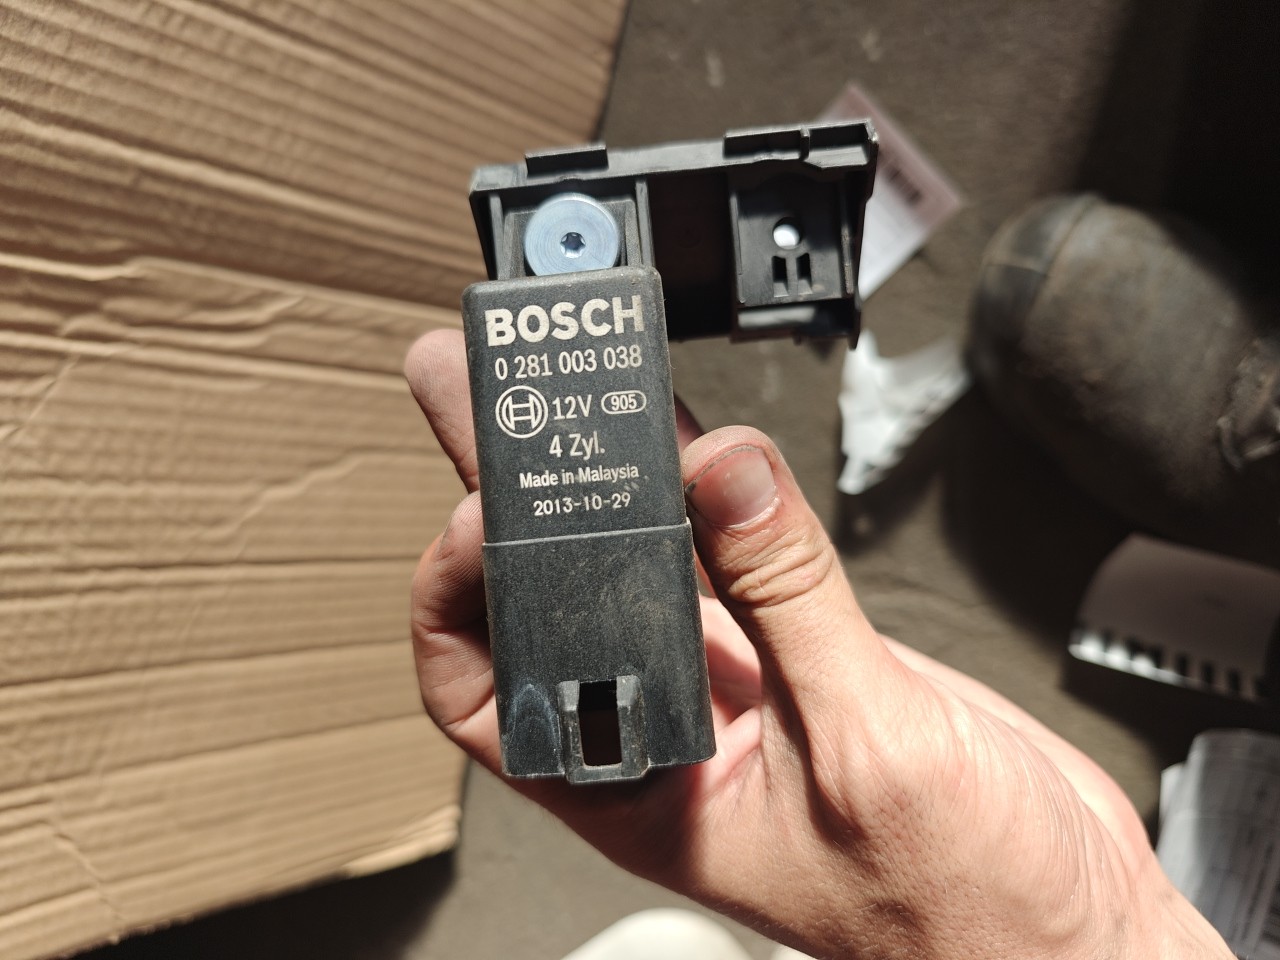 BOSCH
0 281 003 038
12V 905
4 Zyl.
Made in Malaysia
2013-10-29